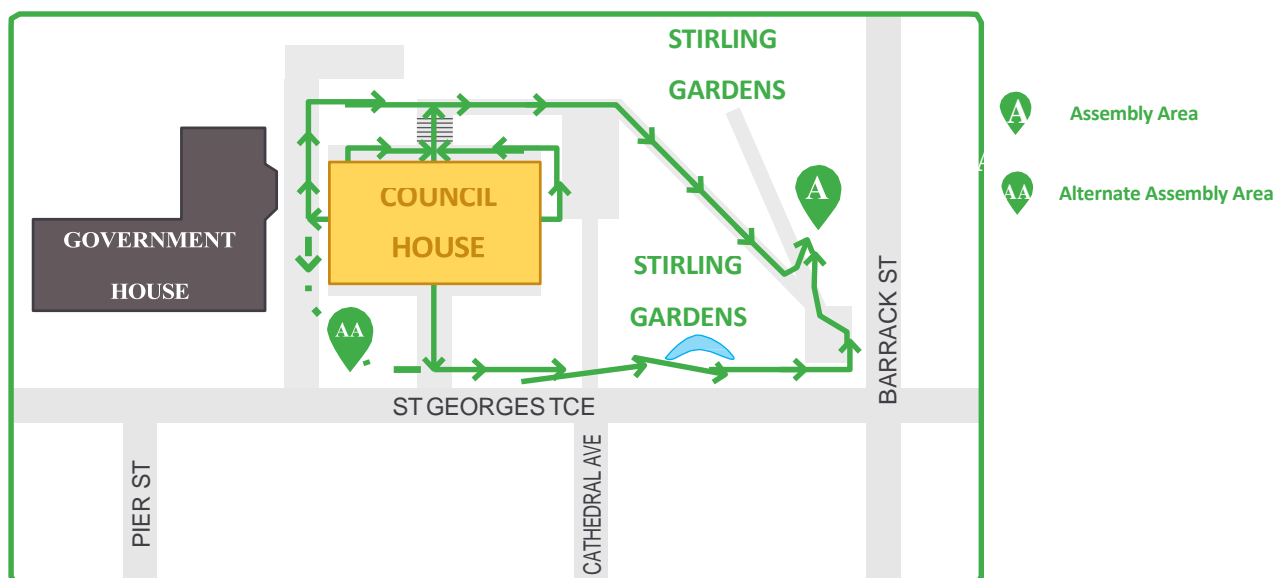 STIRLING
GARDENS
A
Assembly Area
A
AA
Alternate Assembly Area
COUNCIL
HOUSE
A
GOVERNMENT
HOUSE
STIRLING
GARDENS
AA
BARRACK ST
ST GEORGES TCE
PIER ST
CATHEDRAL AVE